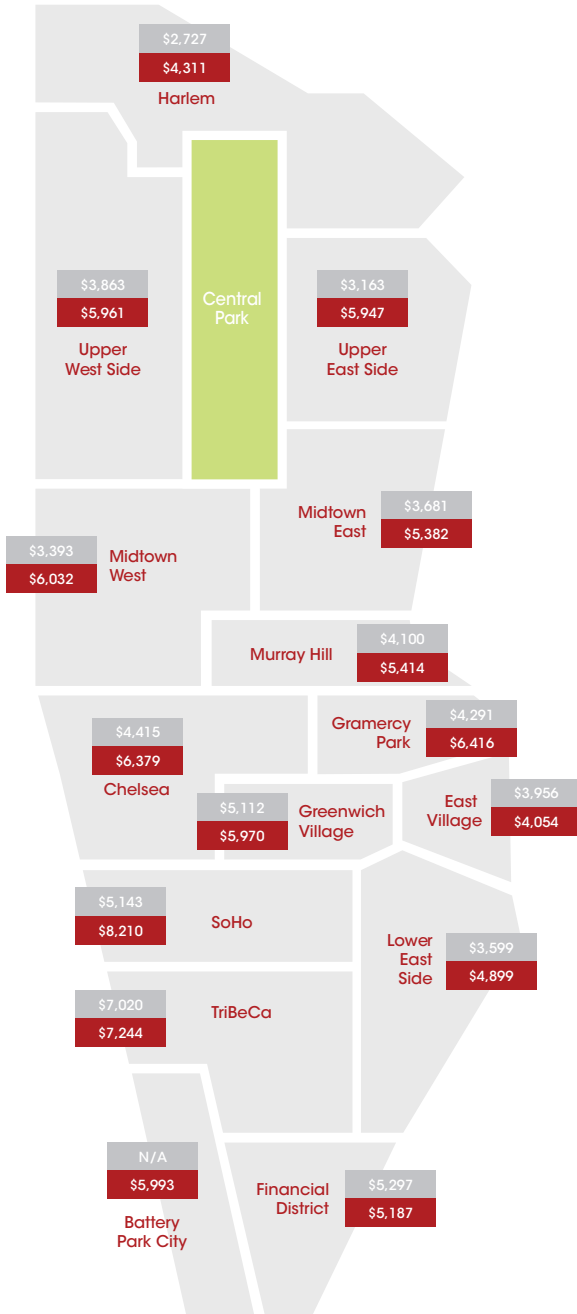 $2,727
$4,311
Harlem
$3,863
$5,961
Upper
West Side
Central
Park
$3,163
$5,947
Upper
East Side
Midtown
East
$3,681
$5,382
$3,393
$6,032
Midtown
West
Murray Hill
$4,100
$5,414
$4,415
$6,379
Chelsea
Gramercy
Park
$4,291
$6,416
$5,112
$5,970
Greenwich
Village
East
Village
$3,956
$4,054
$5,143
$8,210
SoHo
Lower
East
Side
$3,599
$4,899
$7,020
$7,244
TriBeCa
N/A
$5,993
Battery
Park City
Financial
District
$5,297
$5,187